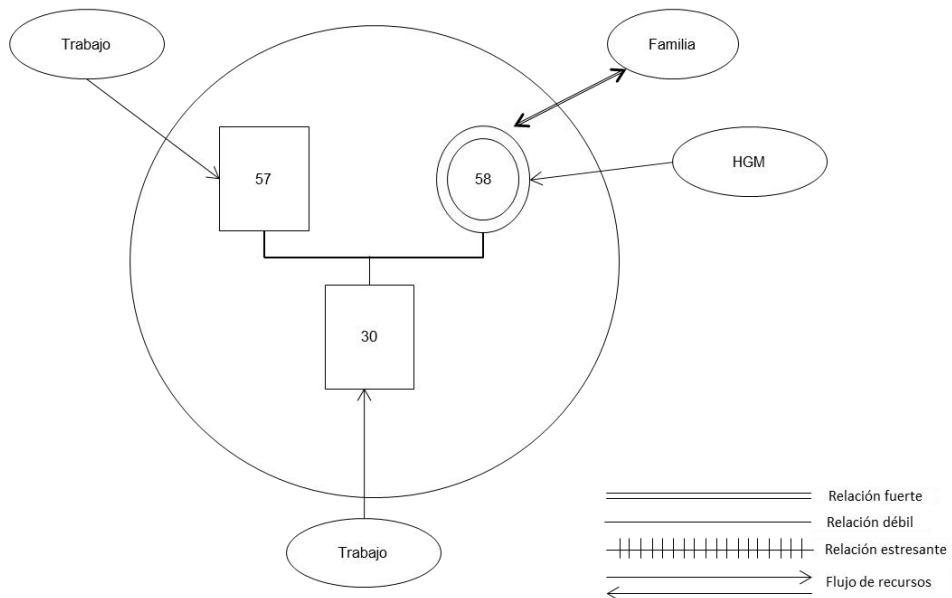 Trabajo
Familia
57
58
HGM
30
Trabajo
Relación fuerte
Relación débil
Relación estresante
Flujo de recursos